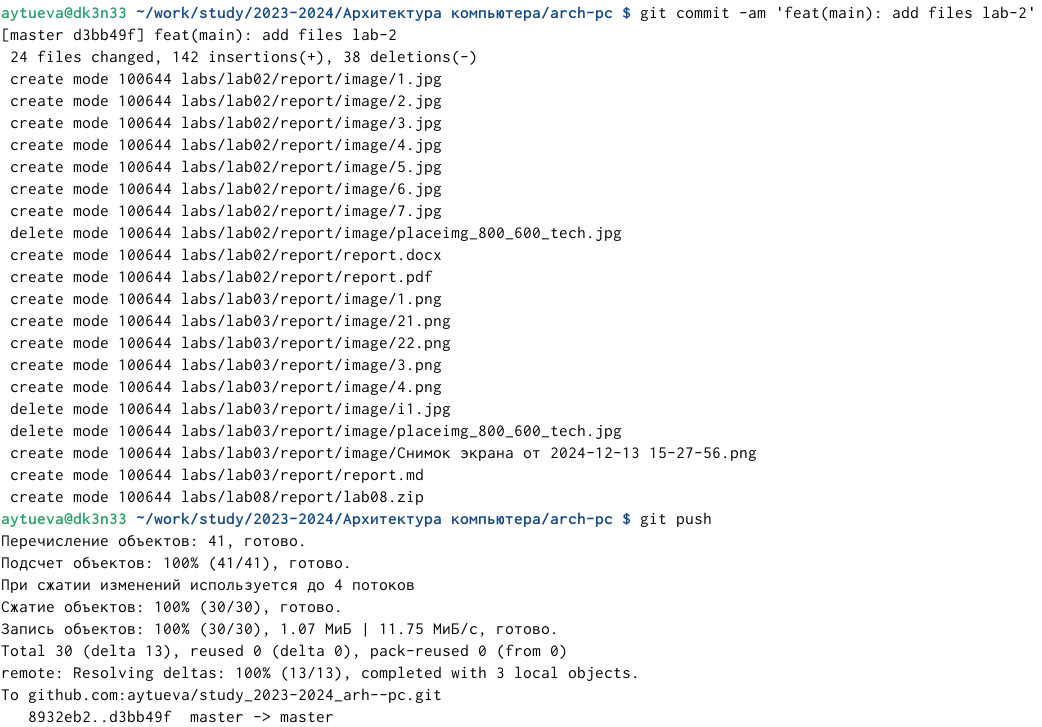 aytueva@dk3n33 ~/work/study/2023-2024/Архитектура компьютера/arch-pc $ git commit -am 'feat(main): add files lab-2'
[master d3bb49f] feat(main): add files lab-2
 24 files changed, 142 insertions(+), 38 deletions(-)
 create mode 100644 labs/lab02/report/image/1.jpg
 create mode 100644 labs/lab02/report/image/2.jpg
 create mode 100644 labs/lab02/report/image/3.jpg
 create mode 100644 labs/lab02/report/image/4.jpg
 create mode 100644 labs/lab02/report/image/5.jpg
 create mode 100644 labs/lab02/report/image/6.jpg
 create mode 100644 labs/lab02/report/image/7.jpg
 delete mode 100644 labs/lab02/report/image/placeimg_800_600_tech.jpg
 create mode 100644 labs/lab02/report/report.docx
 create mode 100644 labs/lab02/report/report.pdf
 create mode 100644 labs/lab03/report/image/1.png
 create mode 100644 labs/lab03/report/image/21.png
 create mode 100644 labs/lab03/report/image/22.png
 create mode 100644 labs/lab03/report/image/3.png
 create mode 100644 labs/lab03/report/image/4.png
 delete mode 100644 labs/lab03/report/image/i1.jpg
 delete mode 100644 labs/lab03/report/image/placeimg_800_600_tech.jpg
 create mode 100644 labs/lab03/report/image/Снимок экрана от 2024-12-13 15-27-56.png
 create mode 100644 labs/lab03/report/report.md
 create mode 100644 labs/lab08/report/lab08.zip
aytueva@dk3n33 ~/work/study/2023-2024/Архитектура компьютера/arch-pc $ git push
Перечисление объектов: 41, готово.
Подсчет объектов: 100% (41/41), готово.
При сжатии изменений используется до 4 потоков
Сжатие объектов: 100% (30/30), готово.
Запись объектов: 100% (30/30), 1.07 МиБ | 11.75 МиБ/с, готово.
Total 30 (delta 13), reused 0 (delta 0), pack-reused 0 (from 0)
remote: Resolving deltas: 100% (13/13), completed with 3 local objects.
To github.com:aytueva/study_2023-2024_arh--pc.git
   8932eb2..d3bb49f  master -> master